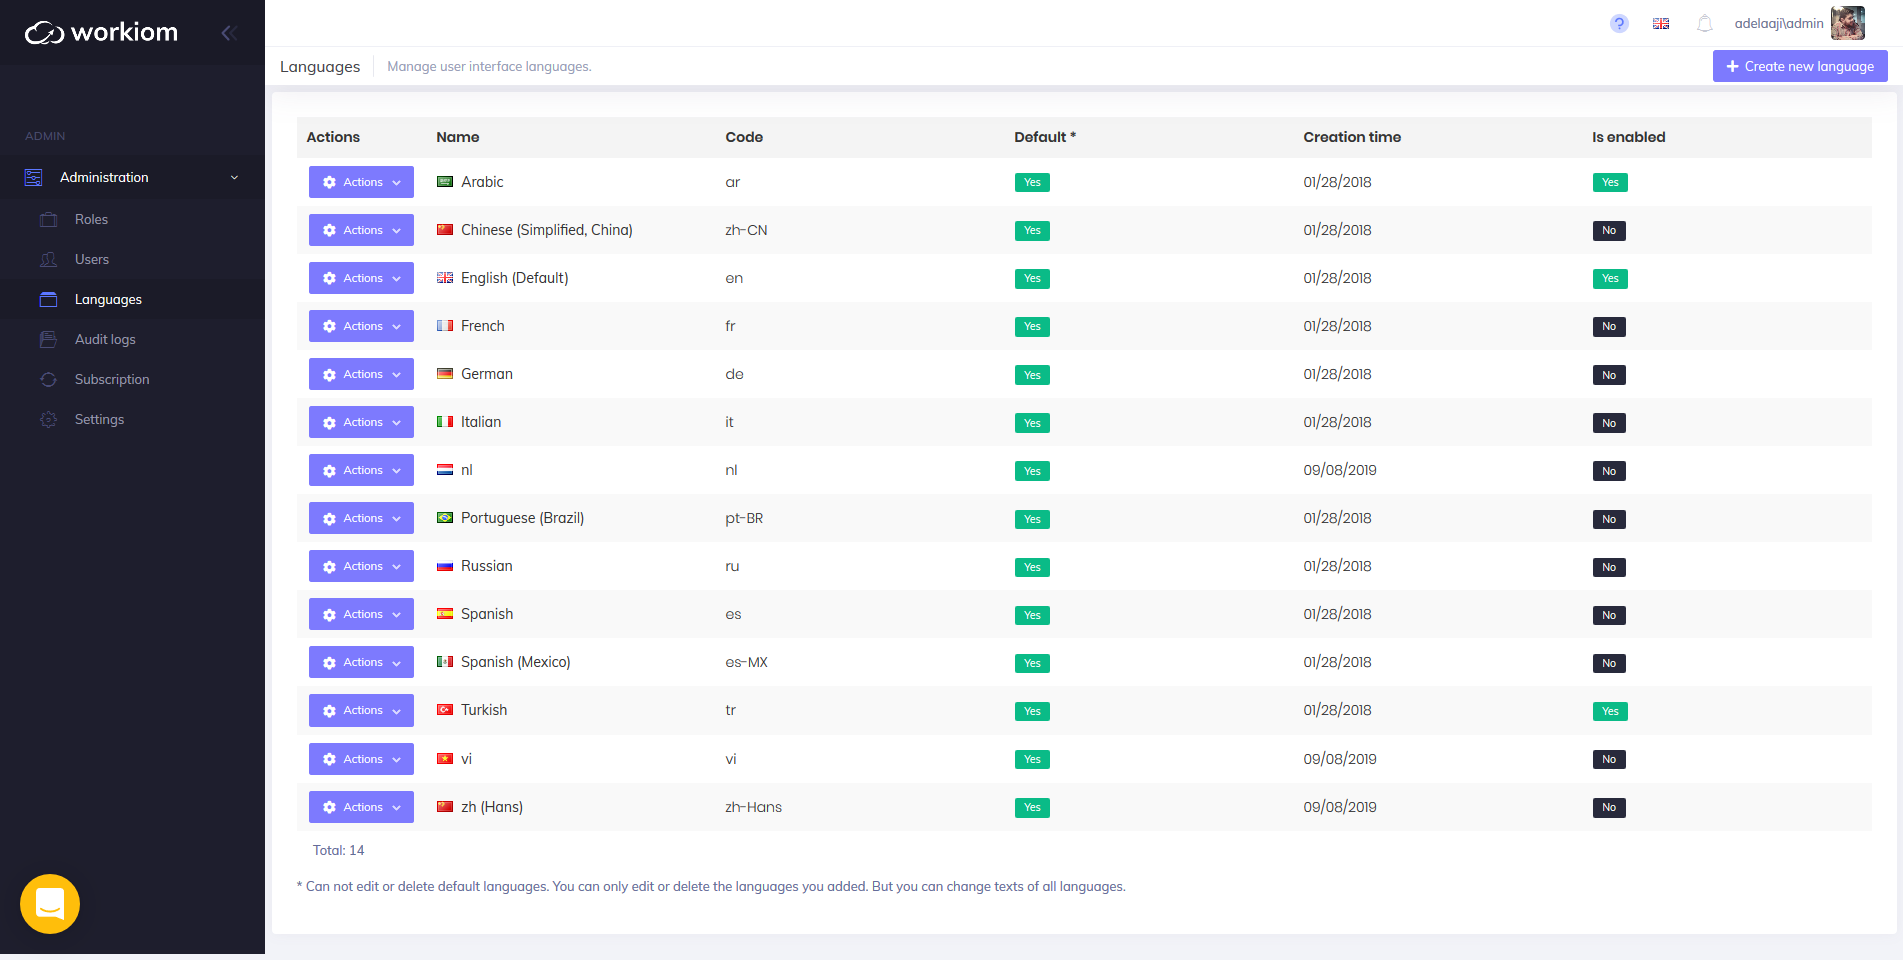 workiom
?
adelaaji\admin
Languages
Manage user interface languages.
Create new language
ADMIN
Administration
Roles
Users
Languages
Audit logs
Subscription
Settings
Actions Name Code Default * Creation time Is enabled
Actions Arabic ar Yes 01/28/2018 Yes
Actions Chinese (Simplified, China) zh-CN Yes 01/28/2018 No
Actions English (Default) en Yes 01/28/2018 Yes
Actions French fr Yes 01/28/2018 No
Actions German de Yes 01/28/2018 No
Actions Italian it Yes 01/28/2018 No
Actions nl nl Yes 09/08/2019 No
Actions Portuguese (Brazil) pt-BR Yes 01/28/2018 No
Actions Russian ru Yes 01/28/2018 No
Actions Spanish es Yes 01/28/2018 No
Actions Spanish (Mexico) es-MX Yes 01/28/2018 No
Actions Turkish tr Yes 01/28/2018 Yes
Actions vi vi Yes 09/08/2019 No
Actions zh (Hans) zh-Hans Yes 09/08/2019 No
Total: 14
* Can not edit or delete default languages. You can only edit or delete the languages you added. But you can change texts of all languages.